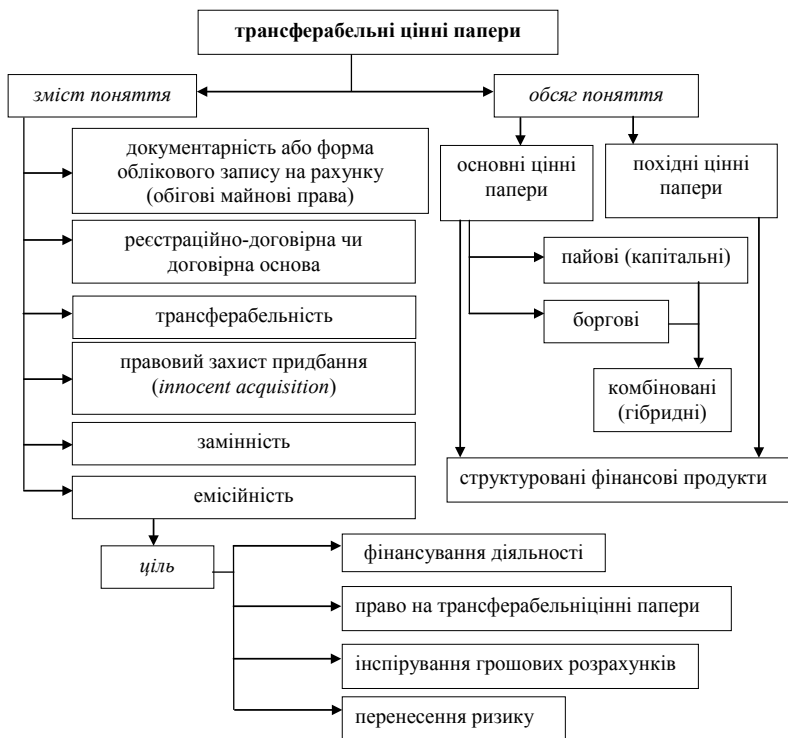 трансферабельні цінні папери
зміст поняття
обсяг поняття
документарність або форма
облікового запису на рахунку
(обігові майнові права)
реєстраційно-договірна чи
договірна основа
трансферабельність
правовий захист придбання
(innocent acquisition)
замінність
емісійність
основні цінні
папери
похідні цінні
папери
пайові (капітальні)
боргові
комбіновані
(гібридні)
структуровані фінансові продукти
ціль
фінансування діяльності
право на трансферабельніцінні папери
інспірування грошових розрахунків
перенесення ризику